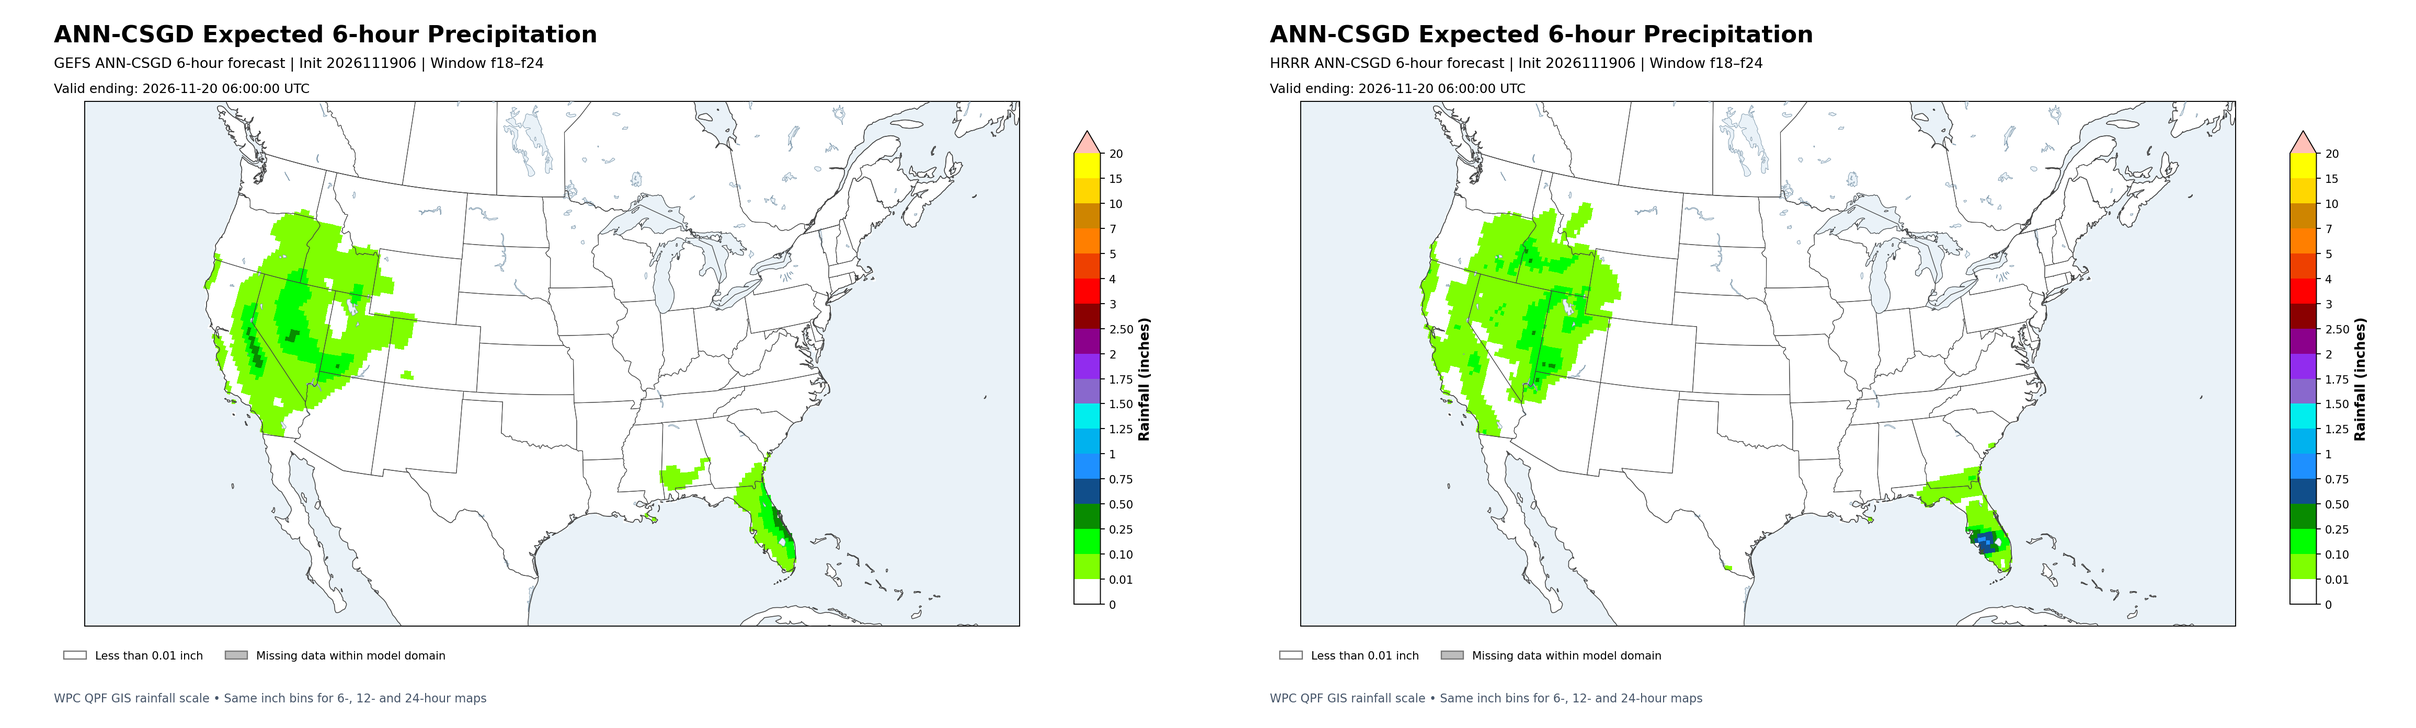 ANN-CSGD Expected 6-hour Precipitation
GEFS ANN-CSGD 6-hour forecast | Init 2026111906 | Window f18–f24
Valid ending: 2026-11-20 06:00:00 UTC
20
15
10
7
5
4
3
2.50
2
1.75
1.50
1.25
1
0.75
0.50
0.25
0.10
0.01
0
Rainfall (inches)
Less than 0.01 inch
Missing data within model domain
WPC QPF GIS rainfall scale • Same inch bins for 6-, 12- and 24-hour maps
ANN-CSGD Expected 6-hour Precipitation
HRRR ANN-CSGD 6-hour forecast | Init 2026111906 | Window f18–f24
Valid ending: 2026-11-20 06:00:00 UTC
20
15
10
7
5
4
3
2.50
2
1.75
1.50
1.25
1
0.75
0.50
0.25
0.10
0.01
0
Rainfall (inches)
Less than 0.01 inch
Missing data within model domain
WPC QPF GIS rainfall scale • Same inch bins for 6-, 12- and 24-hour maps